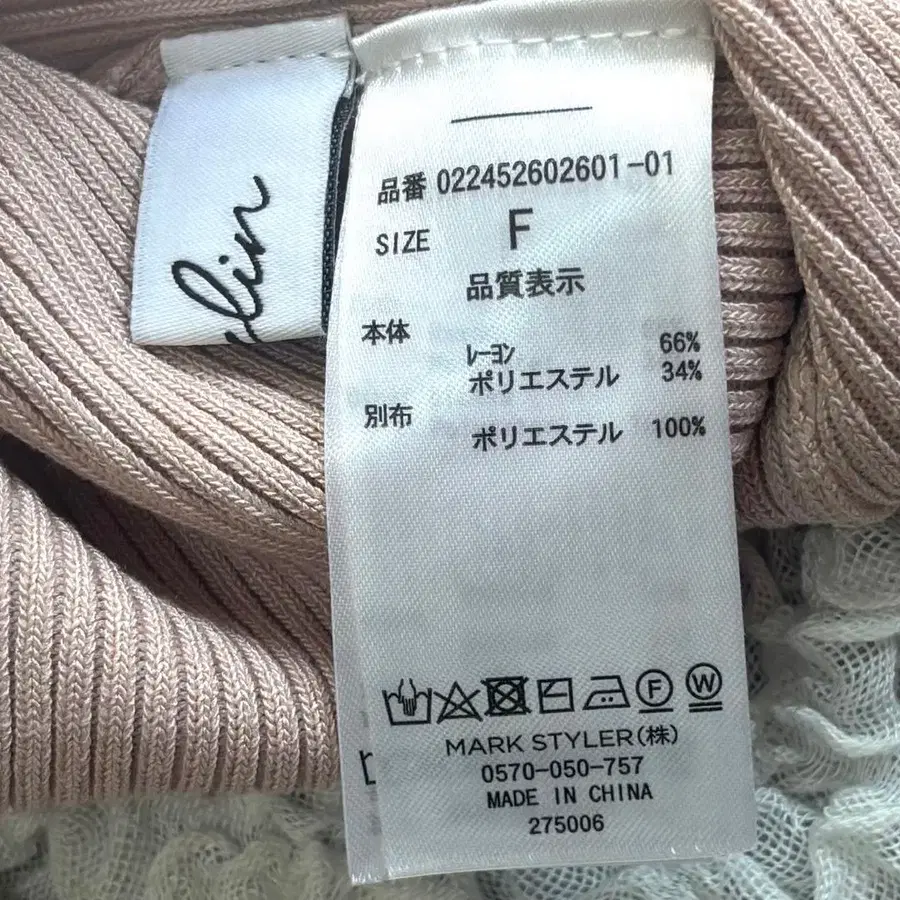 lin
品番 022452602601-01
SIZE F
品質表示
本体
レーヨン 66%
ポリエステル 34%
別布
ポリエステル 100%
F W
MARK STYLER(株)
0570-050-757
MADE IN CHINA
275006